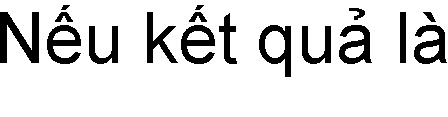 Nếu kết quả là